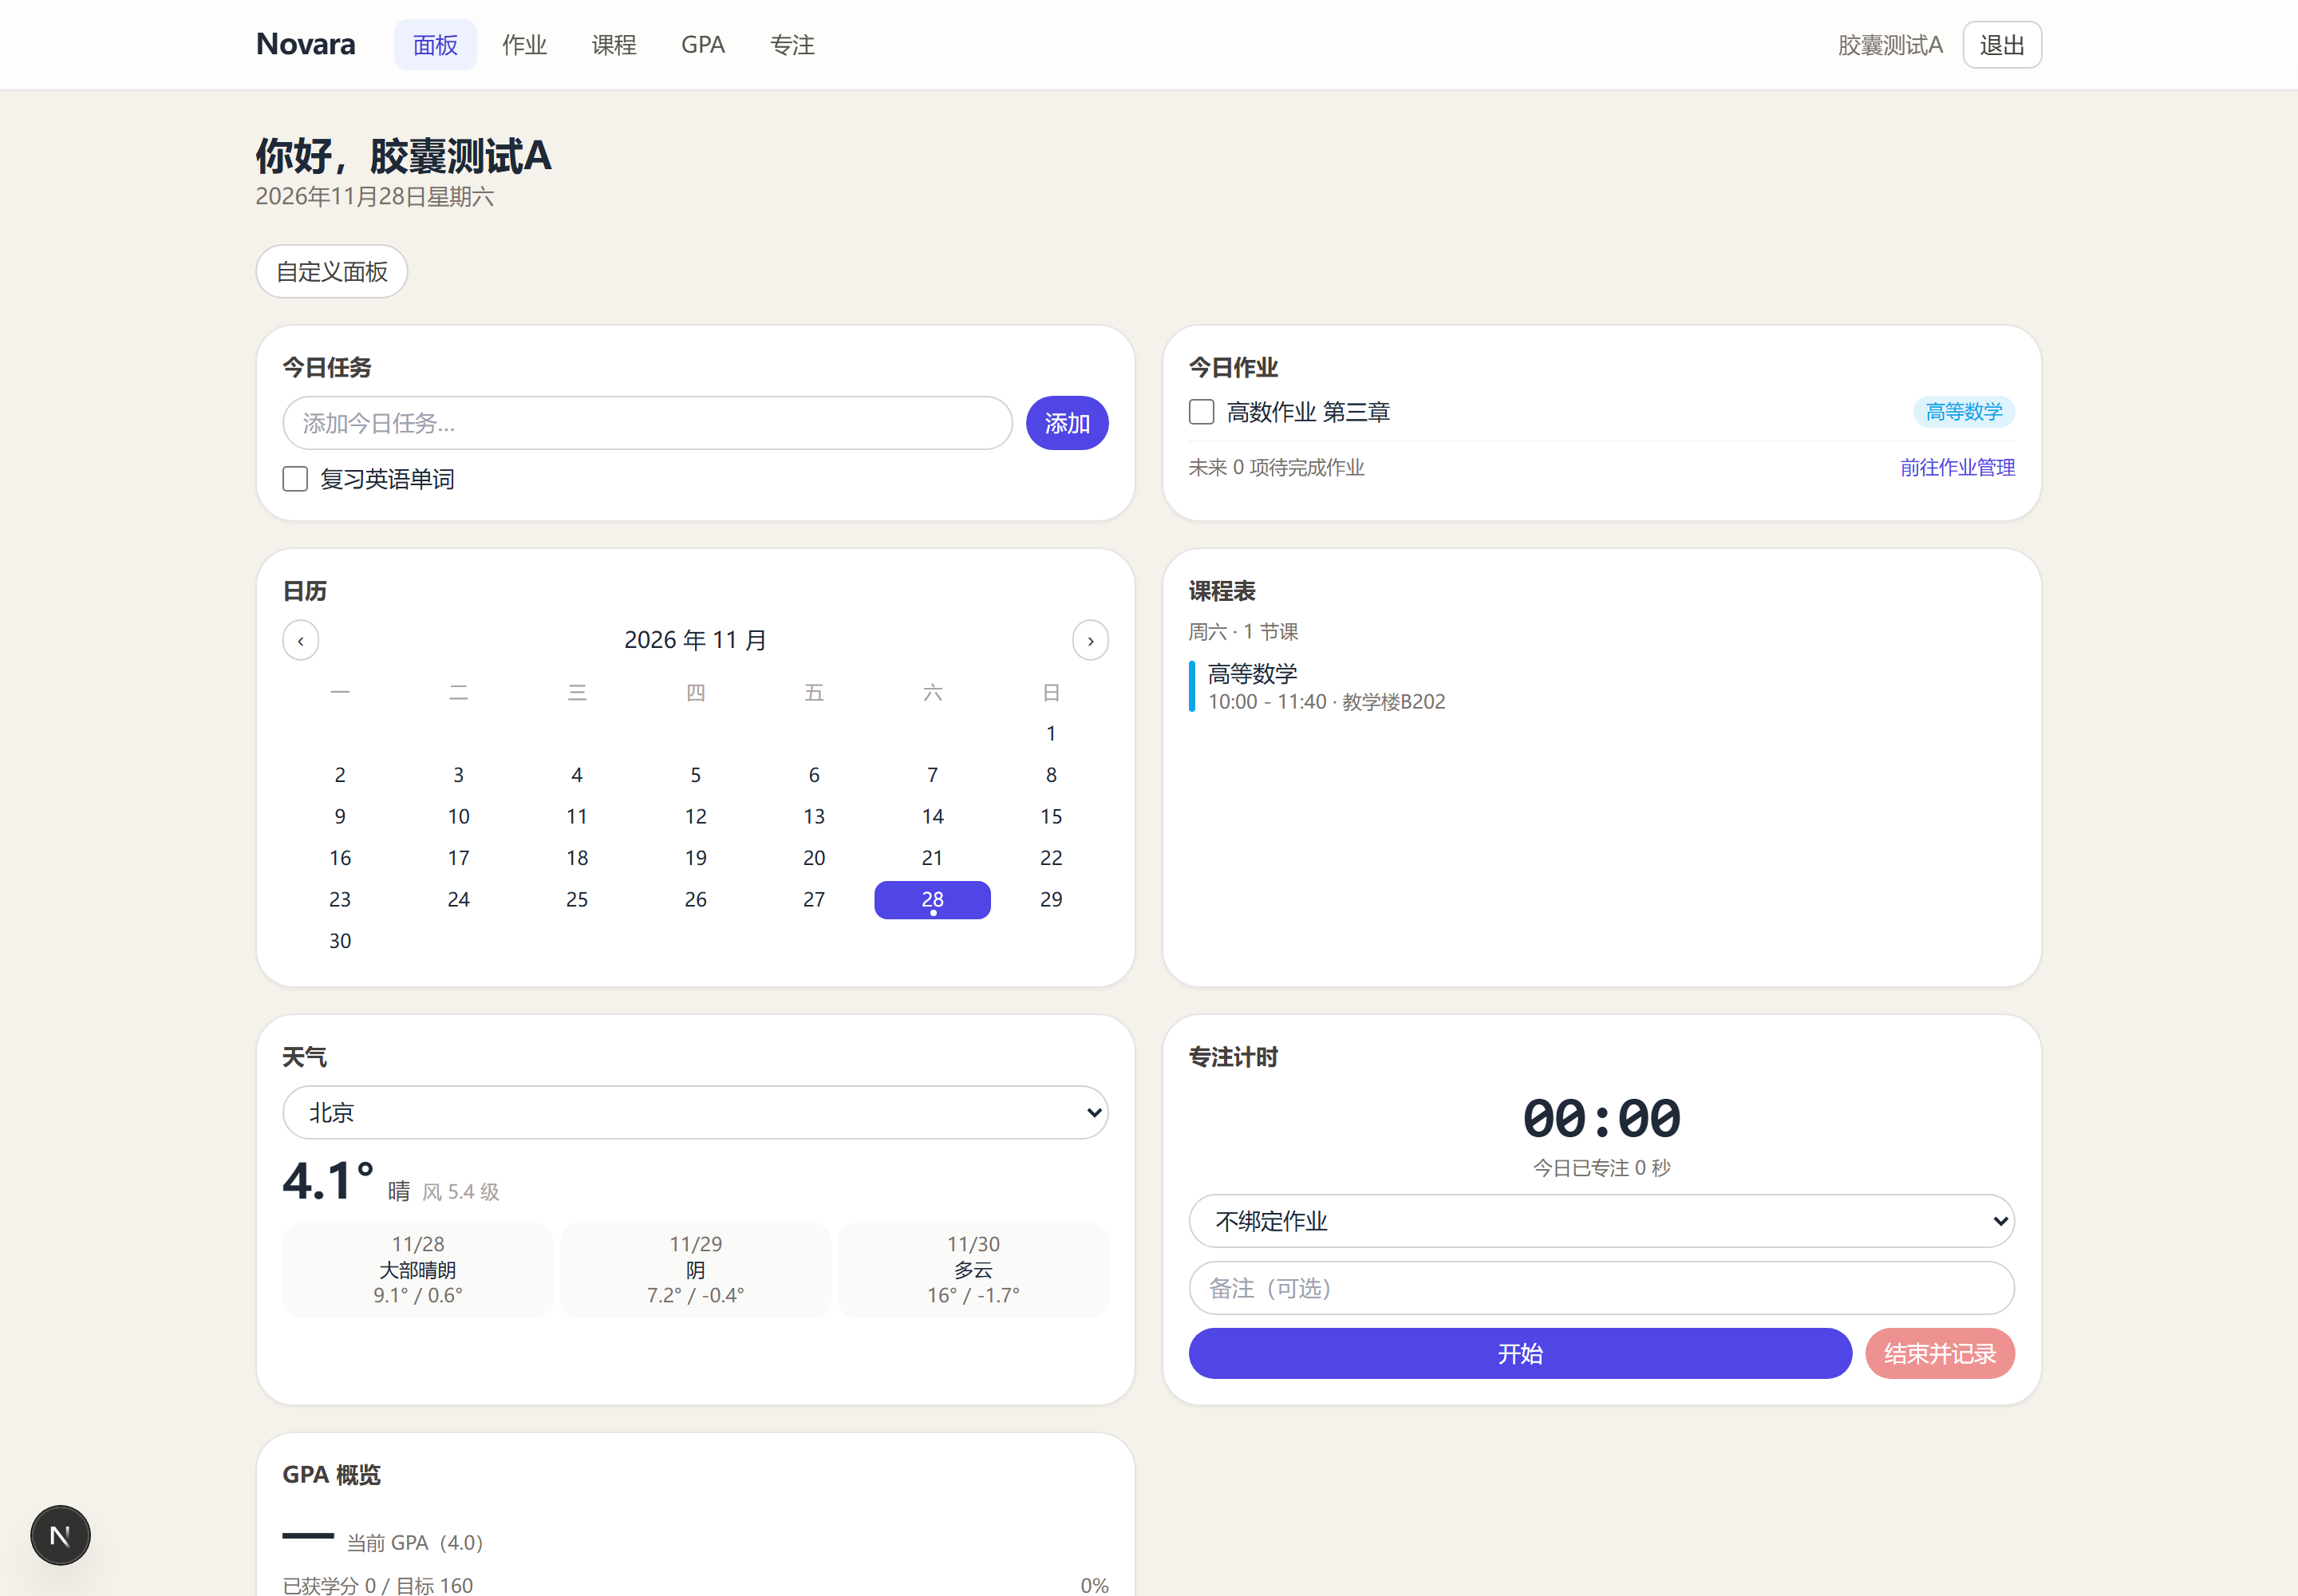 Novara 面板 作业 课程 GPA 专注 胶囊测试A 退出
你好，胶囊测试A
2026年11月28日星期六
自定义面板
今日任务
添加今日任务...
添加
复习英语单词
今日作业
高数作业 第三章 高等数学
未来 0 项待完成作业 前往作业管理
日历
‹ 2026 年 11 月 ›
一 二 三 四 五 六 日
1
2 3 4 5 6 7 8
9 10 11 12 13 14 15
16 17 18 19 20 21 22
23 24 25 26 27 28 29
30
课程表
周六 · 1 节课
高等数学
10:00 - 11:40 · 教学楼B202
天气
北京
4.1° 晴 风 5.4 级
11/28
大部晴朗
9.1° / 0.6°
11/29
阴
7.2° / -0.4°
11/30
多云
16° / -1.7°
专注计时
00:00
今日已专注 0 秒
不绑定作业
备注（可选）
开始 结束并记录
GPA 概览
— 当前 GPA（4.0）
已获学分 0 / 目标 160 0%
N